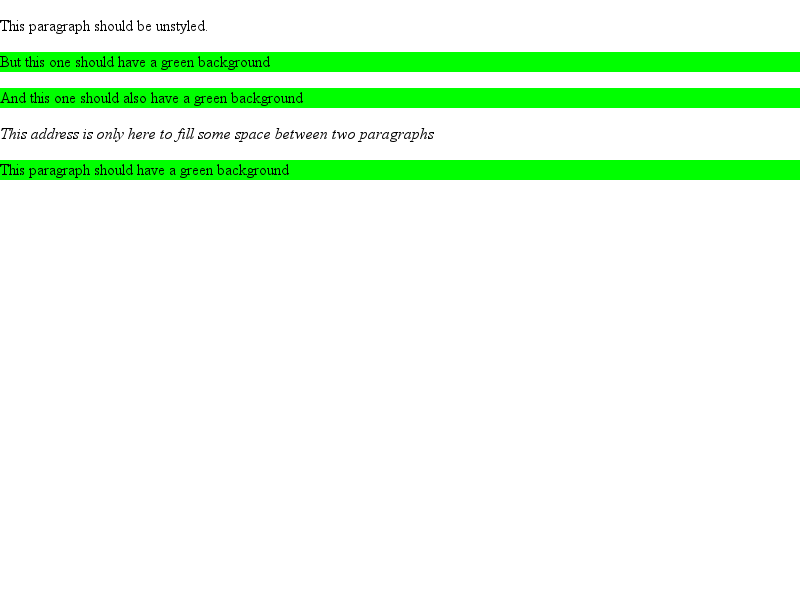 This paragraph should be unstyled.
But this one should have a green background
And this one should also have a green background
This address is only here to fill some space between two paragraphs
This paragraph should have a green background